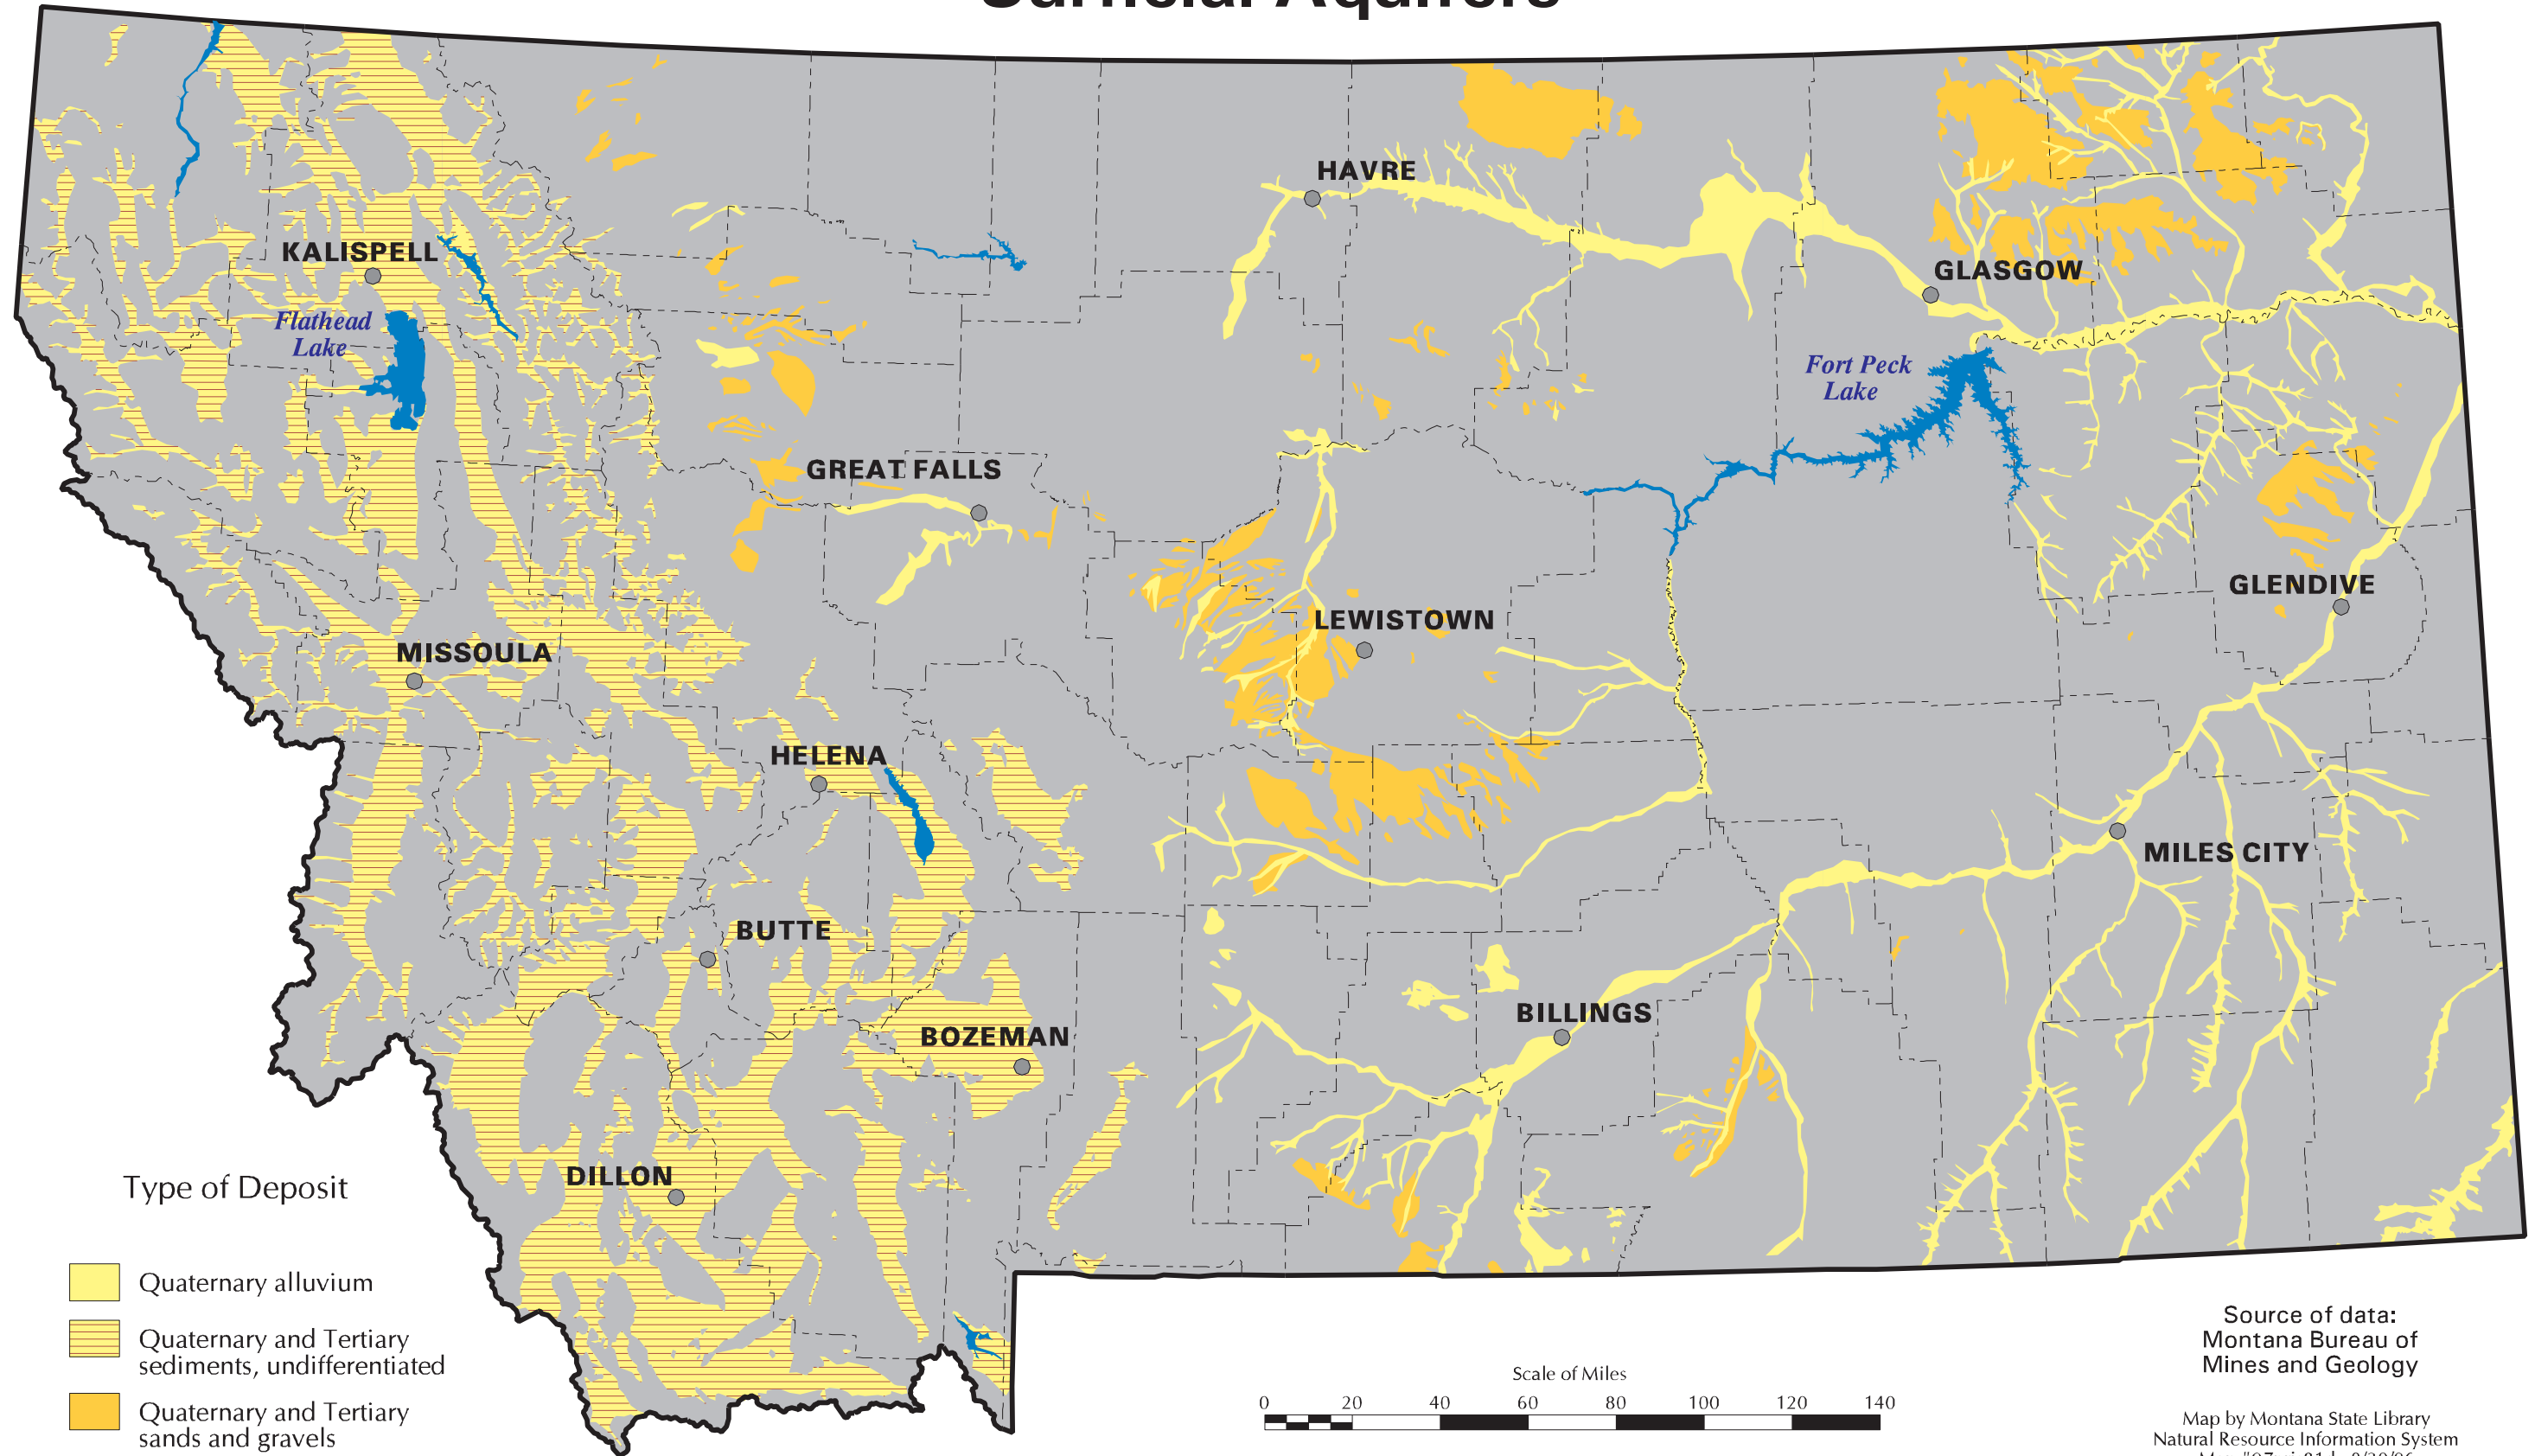 Surficial Aquifers
HAVRE
KALISPELL
GLASGOW
Flathead
Lake
Fort Peck
Lake
GREAT FALLS
GLENDIVE
LEWISTOWN
MISSOULA
HELENA
MILES CITY
BUTTE
BILLINGS
BOZEMAN
DILLON
Type of Deposit
Quaternary alluvium
Quaternary and Tertiary
sediments, undifferentiated
Quaternary and Tertiary
sands and gravels
Scale of Miles
0 20 40 60 80 100 120 140
Source of data:
Montana Bureau of
Mines and Geology
Map by Montana State Library
Natural Resource Information System